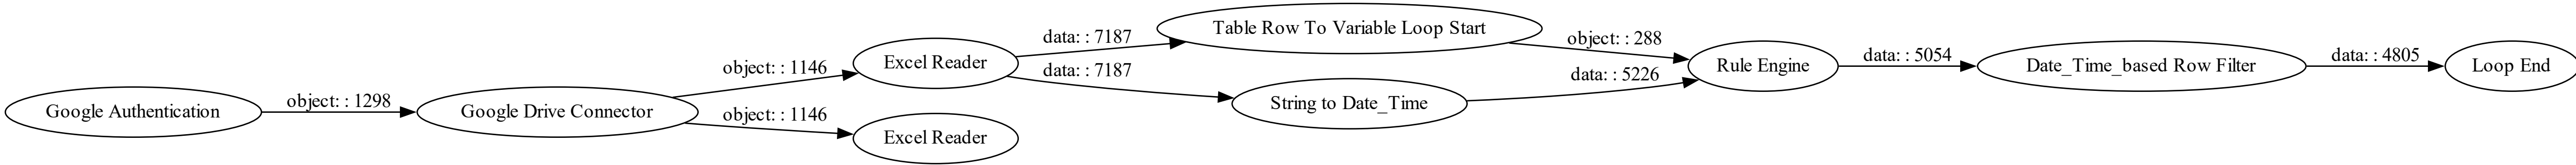 Google Authentication
object: : 1298
Google Drive Connector
object: : 1146
object: : 1146
Excel Reader
Excel Reader
data: : 7187
data: : 7187
Table Row To Variable Loop Start
String to Date_Time
object: : 288
data: : 5226
Rule Engine
data: : 5054
Date_Time_based Row Filter
data: : 4805
Loop End